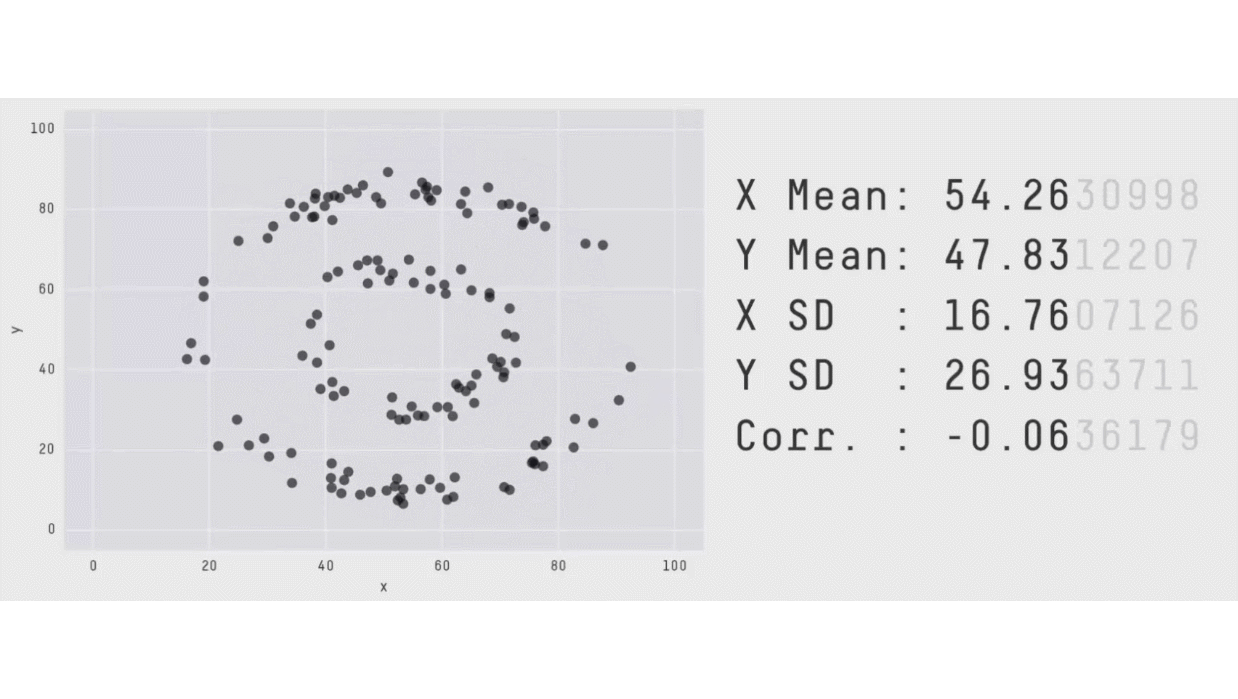 100
80
60
40
20
0
y
0 20 40 60 80 100
x
X Mean: 54.2630998
Y Mean: 47.8312207
X SD : 16.7607126
Y SD : 26.9363711
Corr. : -0.0636179